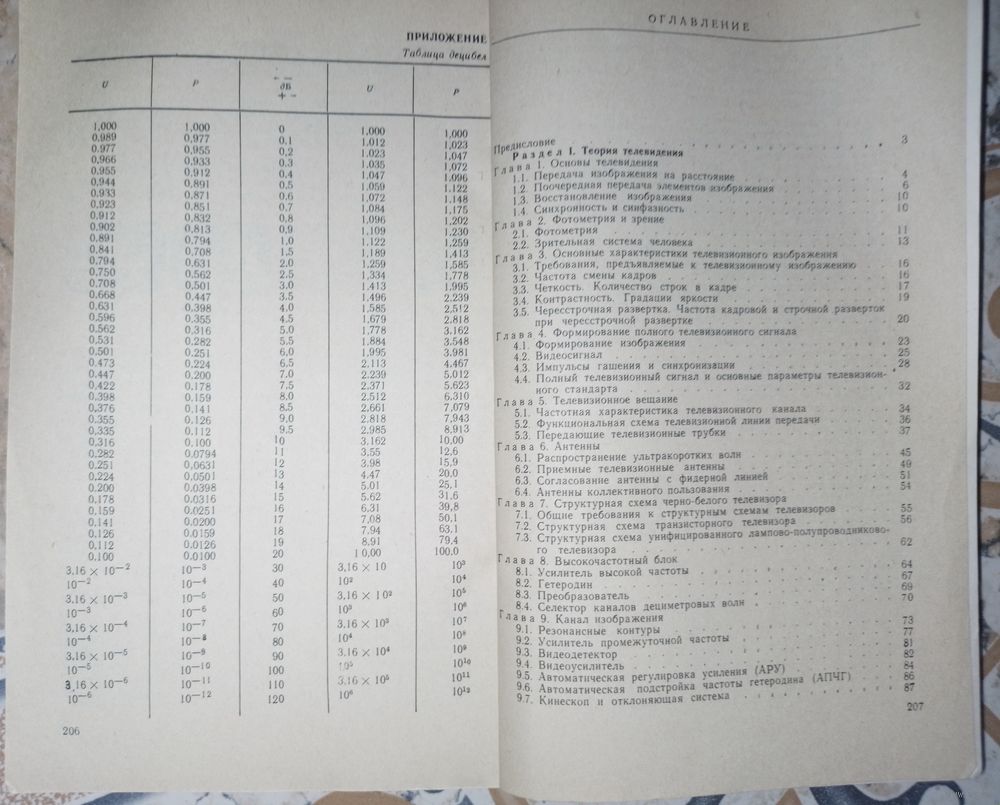 ПРИЛОЖЕНИЕ
Таблица децибел
U P ← − дБ + → U P
1,000 1,000 0 1,000 1,000
0,989 0,977 0,1 1,012 1,023
0,977 0,955 0,2 1,023 1,047
0,966 0,933 0,3 1,035 1,072
0,955 0,912 0,4 1,047 1,096
0,944 0,891 0,5 1,059 1,122
0,933 0,871 0,6 1,072 1,148
0,923 0,851 0,7 1,084 1,175
0,912 0,832 0,8 1,096 1,202
0,902 0,813 0,9 1,109 1,230
0,891 0,794 1,0 1,122 1,259
0,841 0,708 1,5 1,189 1,413
0,794 0,631 2,0 1,259 1,585
0,750 0,562 2,5 1,334 1,778
0,708 0,501 3,0 1,413 1,995
0,668 0,447 3,5 1,496 2,239
0,631 0,398 4,0 1,585 2,512
0,596 0,355 4,5 1,679 2,818
0,562 0,316 5,0 1,778 3,162
0,531 0,282 5,5 1,884 3,548
0,501 0,251 6,0 1,995 3,981
0,473 0,224 6,5 2,113 4,467
0,447 0,200 7,0 2,239 5,012
0,422 0,178 7,5 2,371 5,623
0,398 0,159 8,0 2,512 6,310
0,376 0,141 8,5 2,661 7,079
0,355 0,126 9,0 2,818 7,943
0,335 0,112 9,5 2,985 8,913
0,316 0,100 10 3,162 10,00
0,282 0,0794 11 3,55 12,6
0,251 0,0631 12 3,98 15,9
0,224 0,0501 13 4,47 20,0
0,200 0,0398 14 5,01 25,1
0,178 0,0316 15 5,62 31,6
0,159 0,0251 16 6,31 39,8
0,141 0,0200 17 7,08 50,1
0,126 0,0159 18 7,94 63,1
0,112 0,0126 19 8,91 79,4
0,100 0,0100 20 10,00 100,0
3,16 × 10⁻² 10⁻³ 30 3,16 × 10 10³
10⁻² 10⁻⁴ 40 10² 10⁴
3,16 × 10⁻³ 10⁻⁵ 50 3,16 × 10² 10⁵
10⁻³ 10⁻⁶ 60 10³ 10⁶
3,16 × 10⁻⁴ 10⁻⁷ 70 3,16 × 10³ 10⁷
10⁻⁴ 10⁻⁸ 80 10⁴ 10⁸
3,16 × 10⁻⁵ 10⁻⁹ 90 3,16 × 10⁴ 10⁹
10⁻⁵ 10⁻¹⁰ 100 10⁵ 10¹⁰
3,16 × 10⁻⁶ 10⁻¹¹ 110 3,16 × 10⁵ 10¹¹
10⁻⁶ 10⁻¹² 120 10⁶ 10¹²
206
ОГЛАВЛЕНИЕ
Предисловие 3
Раздел I. Теория телевидения
Глава 1. Основы телевидения
1.1. Передача изображения на расстояние 4
1.2. Поочередная передача элементов изображения 6
1.3. Восстановление изображения 10
1.4. Синхронность и синфазность 10
Глава 2. Фотометрия и зрение
2.1. Фотометрия 11
2.2. Зрительная система человека 13
Глава 3. Основные характеристики телевизионного изображения
3.1. Требования, предъявляемые к телевизионному изображению 16
3.2. Частота смены кадров 16
3.3. Четкость. Количество строк в кадре 17
3.4. Контрастность. Градации яркости 19
3.5. Чересстрочная развертка. Частота кадровой и строчной разверток
при чересстрочной развертке 20
Глава 4. Формирование полного телевизионного сигнала
4.1. Формирование изображения 23
4.2. Видеосигнал 25
4.3. Импульсы гашения и синхронизации 28
4.4. Полный телевизионный сигнал и основные параметры телевизион-
ного стандарта 32
Глава 5. Телевизионное вещание
5.1. Частотная характеристика телевизионного канала 34
5.2. Функциональная схема телевизионной линии передачи 36
5.3. Передающие телевизионные трубки 37
Глава 6. Антенны
6.1. Распространение ультракоротких волн 45
6.2. Приемные телевизионные антенны 49
6.3. Согласование антенны с фидерной линией 51
6.4. Антенны коллективного пользования 54
Глава 7. Структурная схема черно-белого телевизора
7.1. Общие требования к структурным схемам телевизоров 55
7.2. Структурная схема транзисторного телевизора 56
7.3. Структурная схема унифицированного лампово-полупроводниково-
го телевизора 62
Глава 8. Высокочастотный блок
8.1. Усилитель высокой частоты 64
8.2. Гетеродин 67
8.3. Преобразователь 69
8.4. Селектор каналов дециметровых волн 70
Глава 9. Канал изображения
9.1. Резонансные контуры 73
9.2. Усилитель промежуточной частоты 77
9.3. Видеодетектор 81
9.4. Видеоусилитель 82
9.5. Автоматическая регулировка усиления (АРУ) 84
9.6. Автоматическая подстройка частоты гетеродина (АПЧГ) 86
9.7. Кинескоп и отклоняющая система 87
207